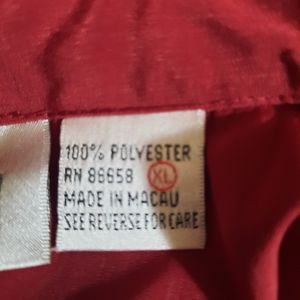 100% POLYESTER
RN 86658 XL
MADE IN MACAU
SEE REVERSE FOR CARE